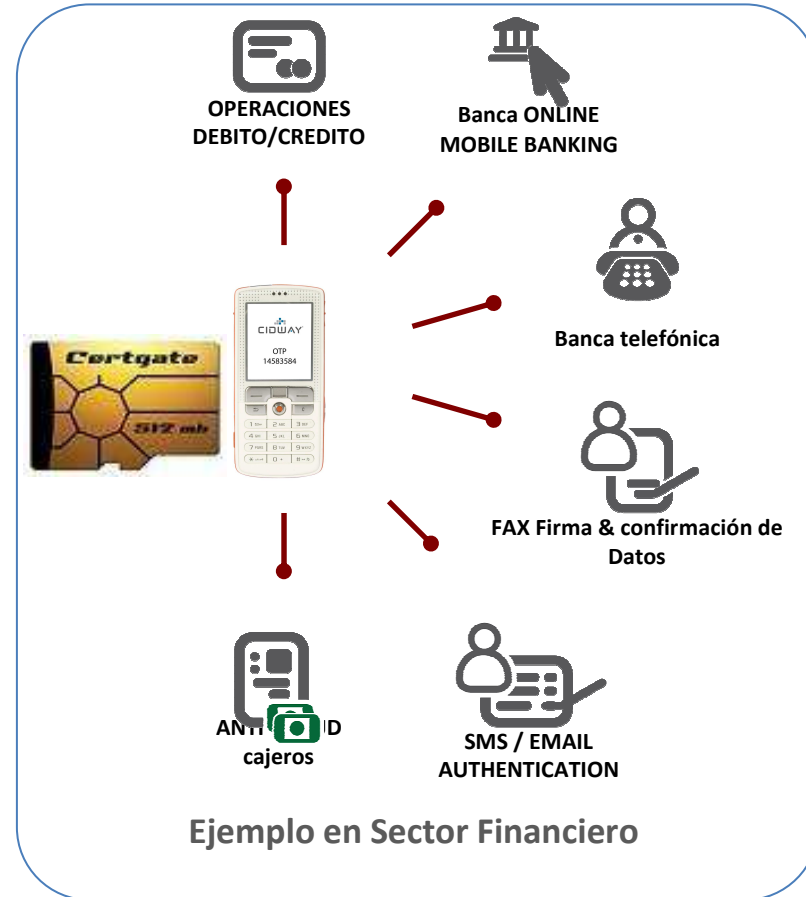 OPERACIONES
DEBITO/CREDITO
Banca ONLINE
MOBILE BANKING
Banca telefónica
CIDWAY
OTP
14583584
Certgate
512 mb
FAX Firma & confirmación de
Datos
cajeros
SMS / EMAIL
AUTHENTICATION
Ejemplo en Sector Financiero